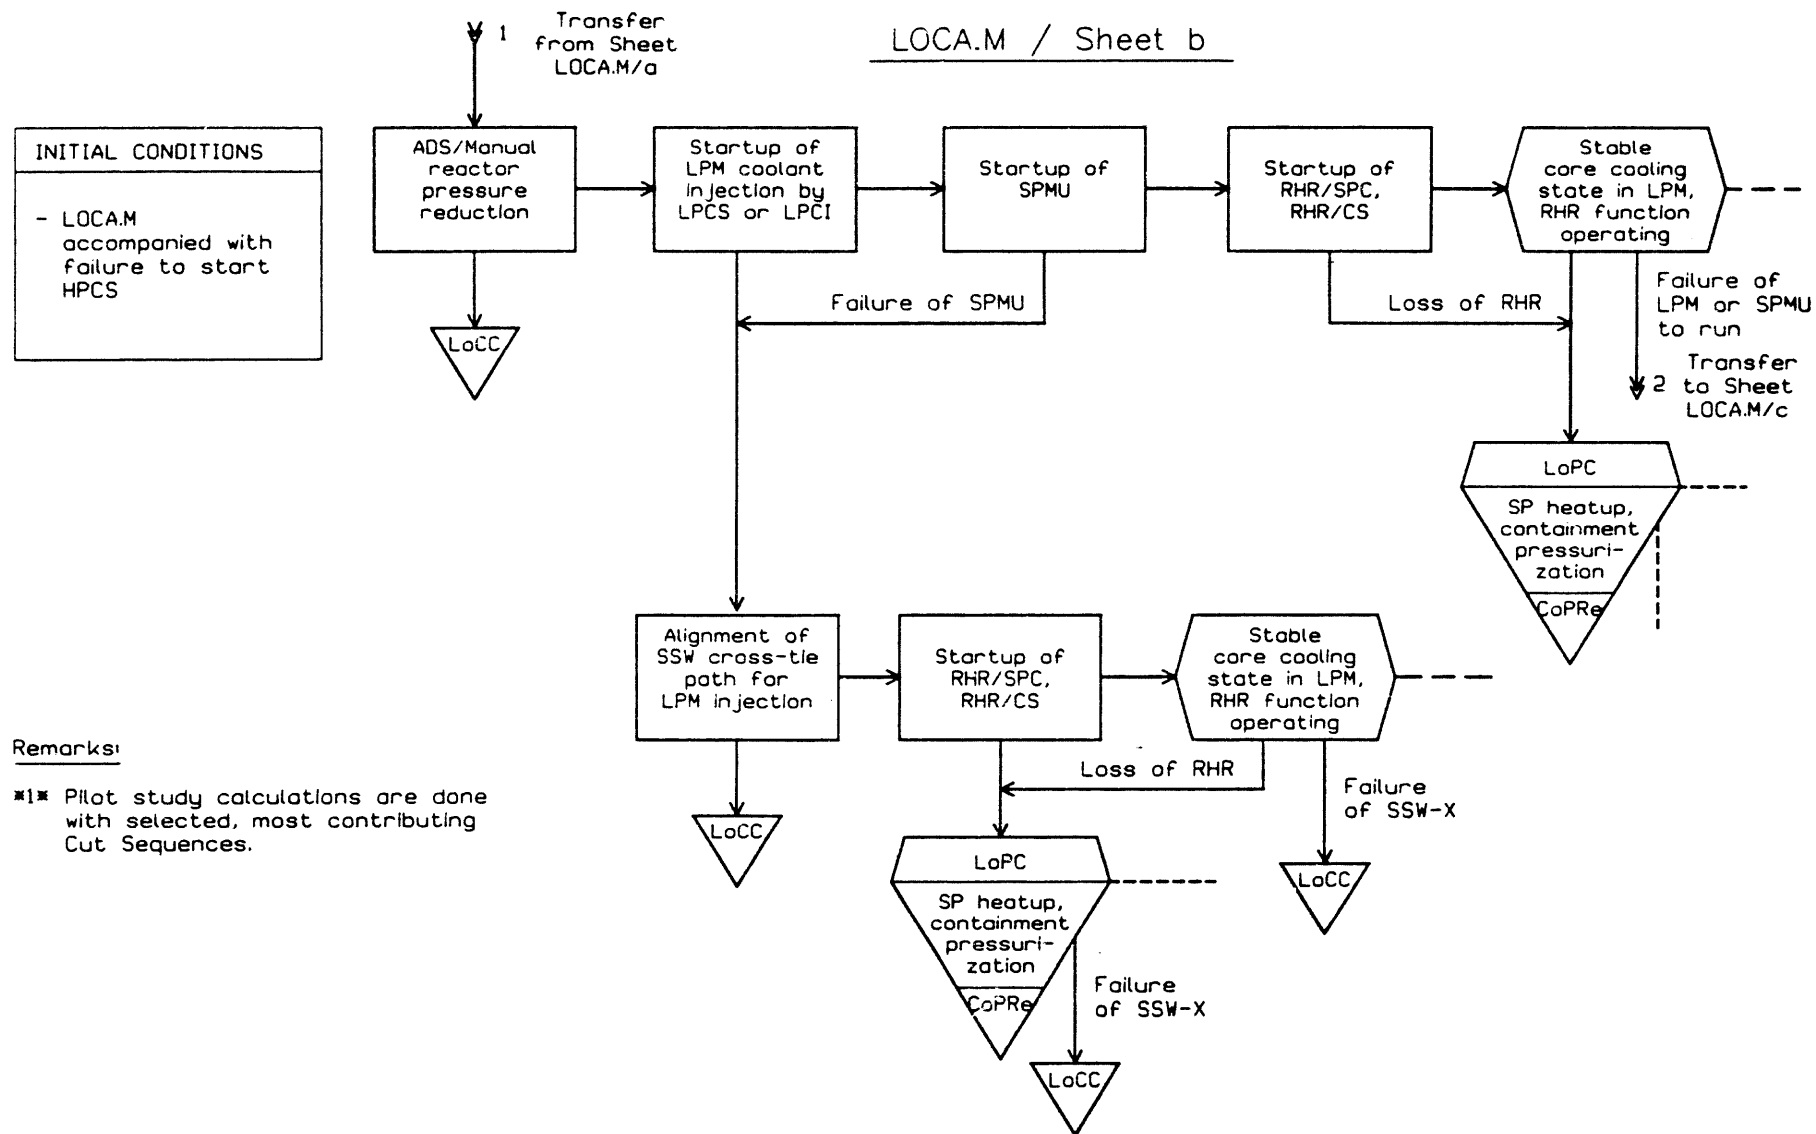 1
Transfer
from Sheet
LOCA.M/a
LOCA.M / Sheet b
INITIAL CONDITIONS
- LOCA.M
accompanied with
failure to start
HPCS
ADS/Manual
reactor
pressure
reduction
Startup of
LPM coolant
injection by
LPCS or LPCI
Startup of
SPMU
Startup of
RHR/SPC,
RHR/CS
Stable
core cooling
state in LPM,
RHR function
operating
Failure of SPMU
Loss of RHR
Failure of
LPM or SPMU
to run
LoCC
2
Transfer
to Sheet
LOCA.M/c
LoPC
SP heatup,
containment
pressuri-
zation
CoPRe
Alignment of
SSW cross-tie
path for
LPM injection
Startup of
RHR/SPC,
RHR/CS
Stable
core cooling
state in LPM,
RHR function
operating
Loss of RHR
Failure
of SSW-X
LoCC
LoPC
SP heatup,
containment
pressuri-
zation
CoPRe
LoCC
Failure
of SSW-X
LoCC
Remarks:
*1* Pilot study calculations are done
with selected, most contributing
Cut Sequences.